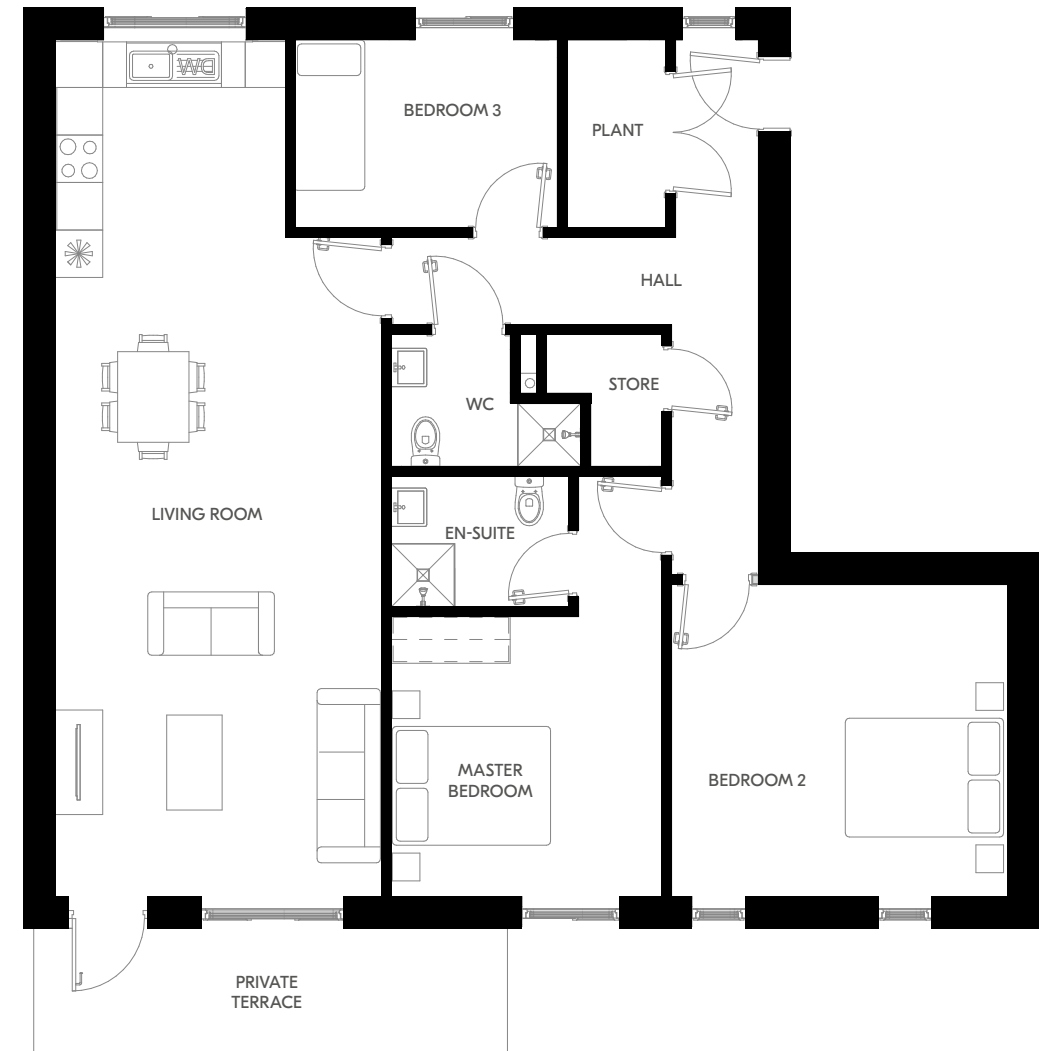 DW
BEDROOM 3
PLANT
HALL
STORE
WC
LIVING ROOM
EN-SUITE
MASTER
BEDROOM
BEDROOM 2
PRIVATE
TERRACE